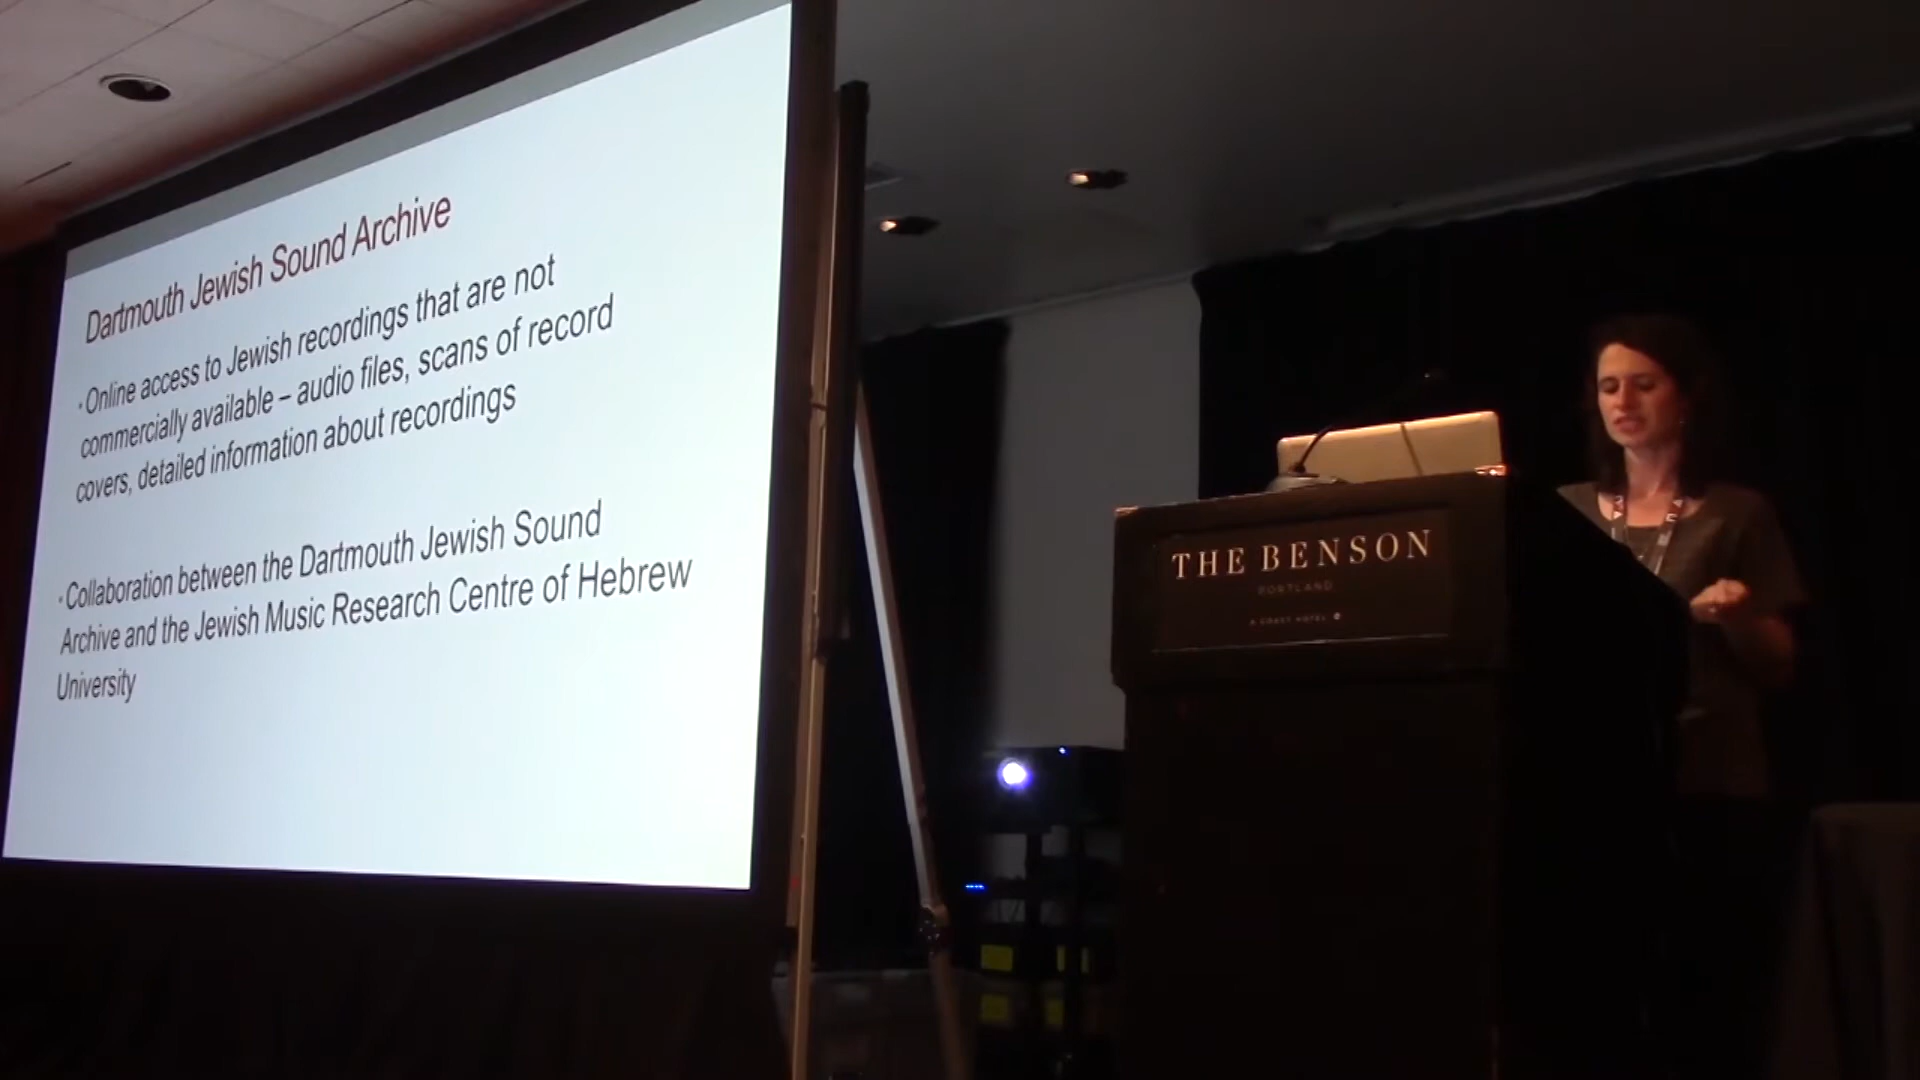 Dartmouth Jewish Sound Archive
· Online access to Jewish recordings that are not
commercially available – audio files, scans of record
covers, detailed information about recordings
· Collaboration between the Dartmouth Jewish Sound
Archive and the Jewish Music Research Centre of Hebrew
University
THE BENSON
PORTLAND
A COAST HOTEL